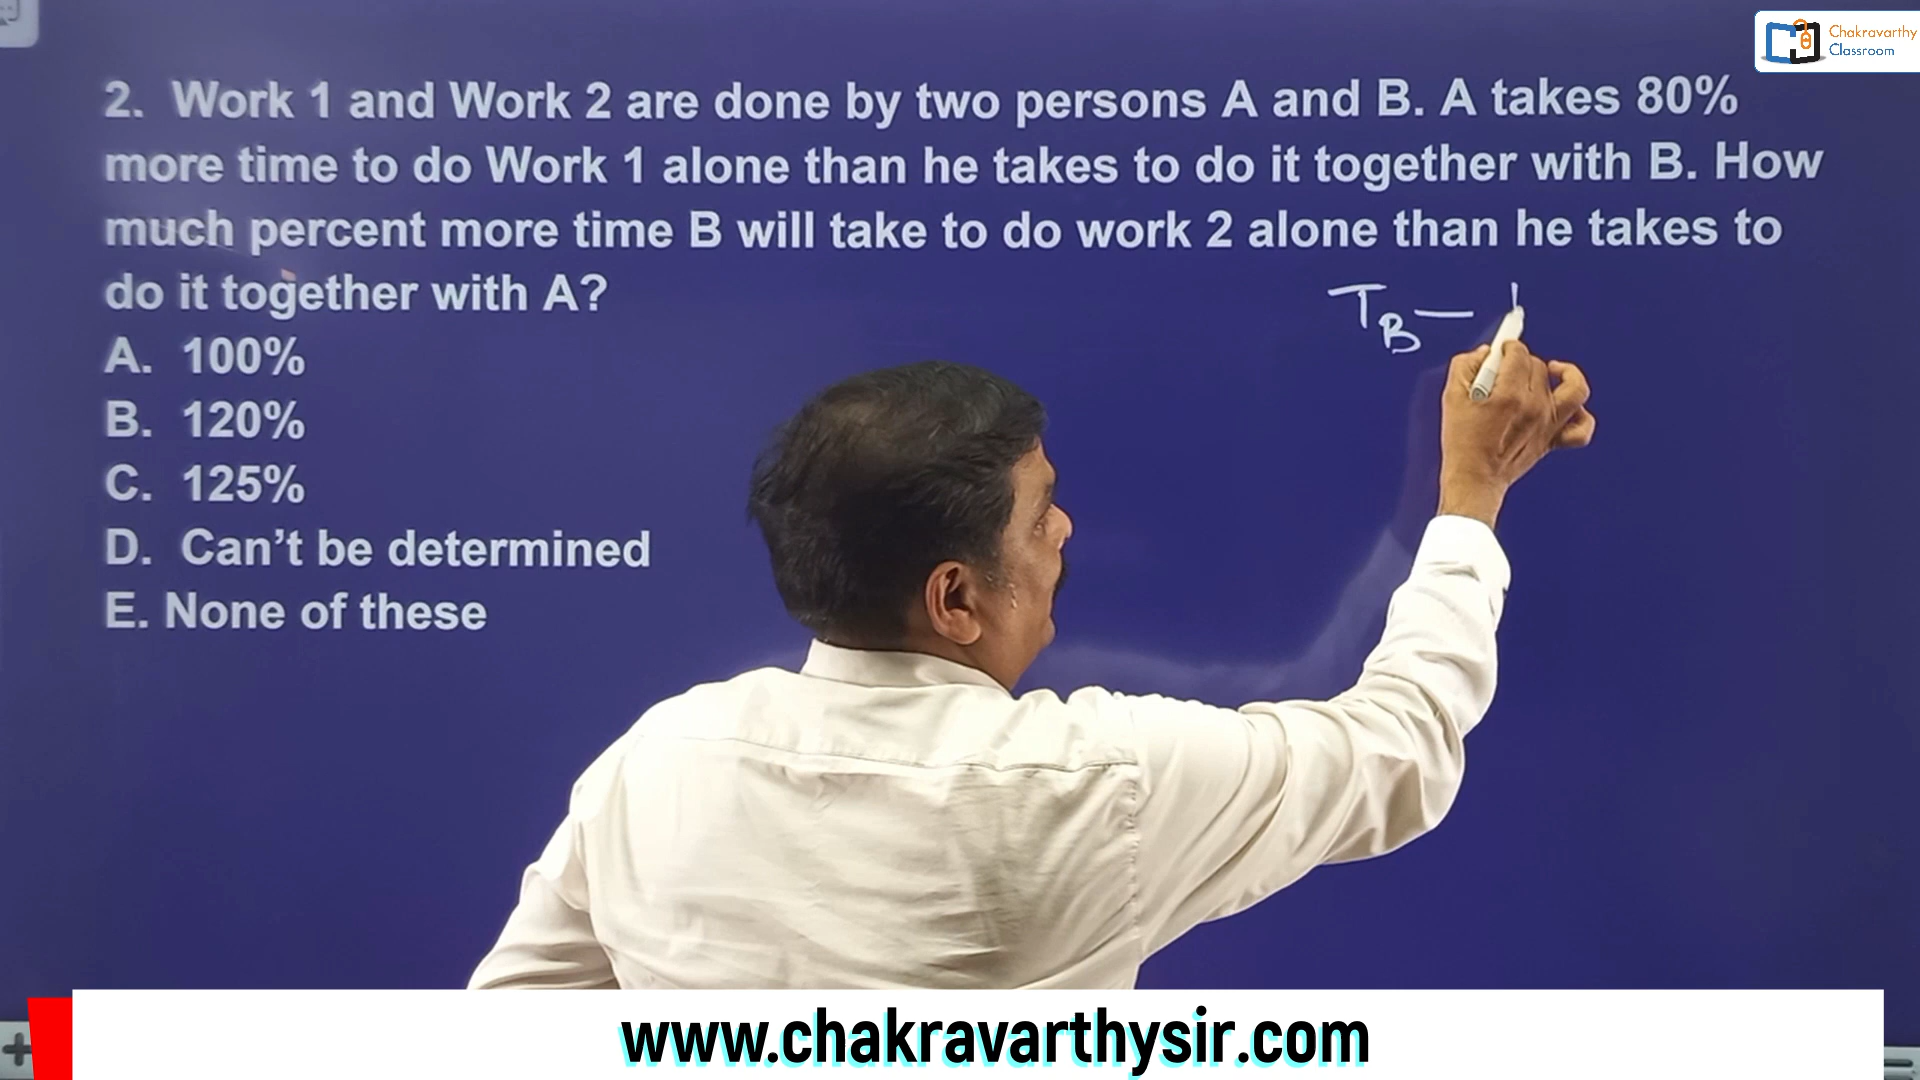 Chakravarthy
Classroom
2. Work 1 and Work 2 are done by two persons A and B. A takes 80%
more time to do Work 1 alone than he takes to do it together with B. How
much percent more time B will take to do work 2 alone than he takes to
do it together with A?
A. 100%
B. 120%
C. 125%
D. Can’t be determined
E. None of these
T_B —
www.chakravarthysir.com